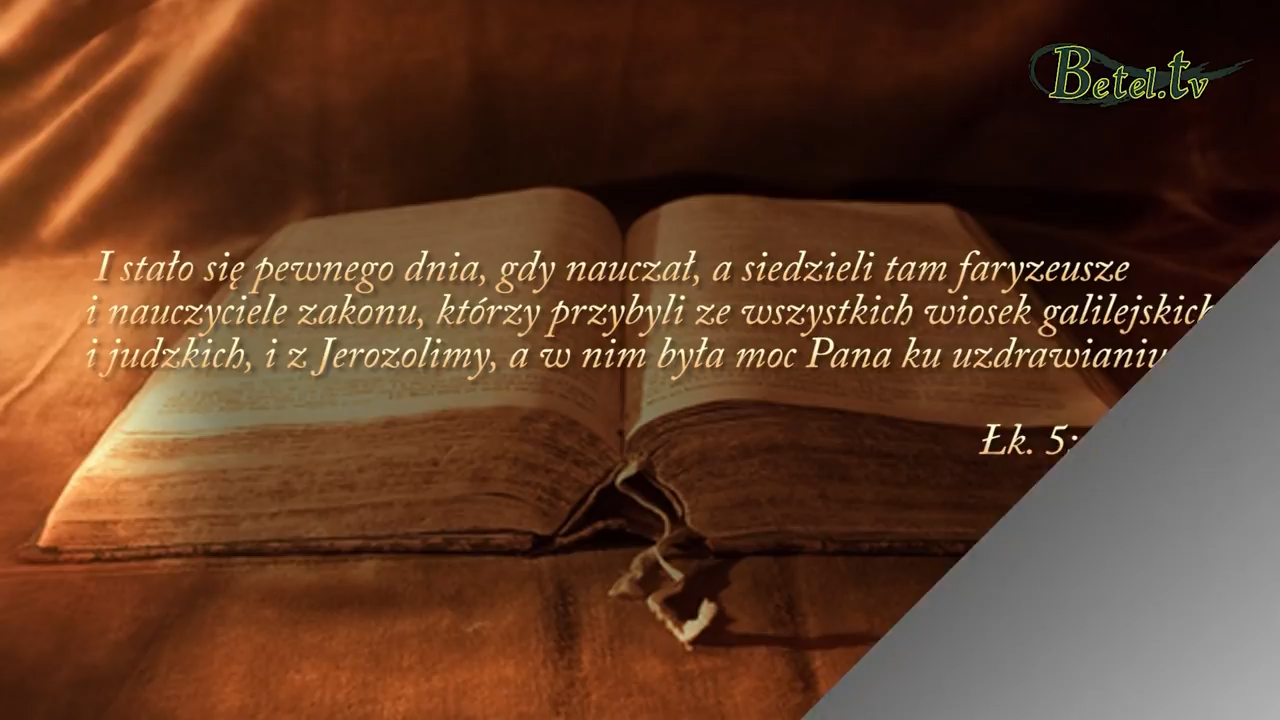 Betel.tv
I stało się pewnego dnia, gdy nauczał, a siedzieli tam faryzeusze
i nauczyciele zakonu, którzy przybyli ze wszystkich wiosek galilejskich
i judzkich, i z Jerozolimy, a w nim była moc Pana ku uzdrawianiu
Łk. 5: